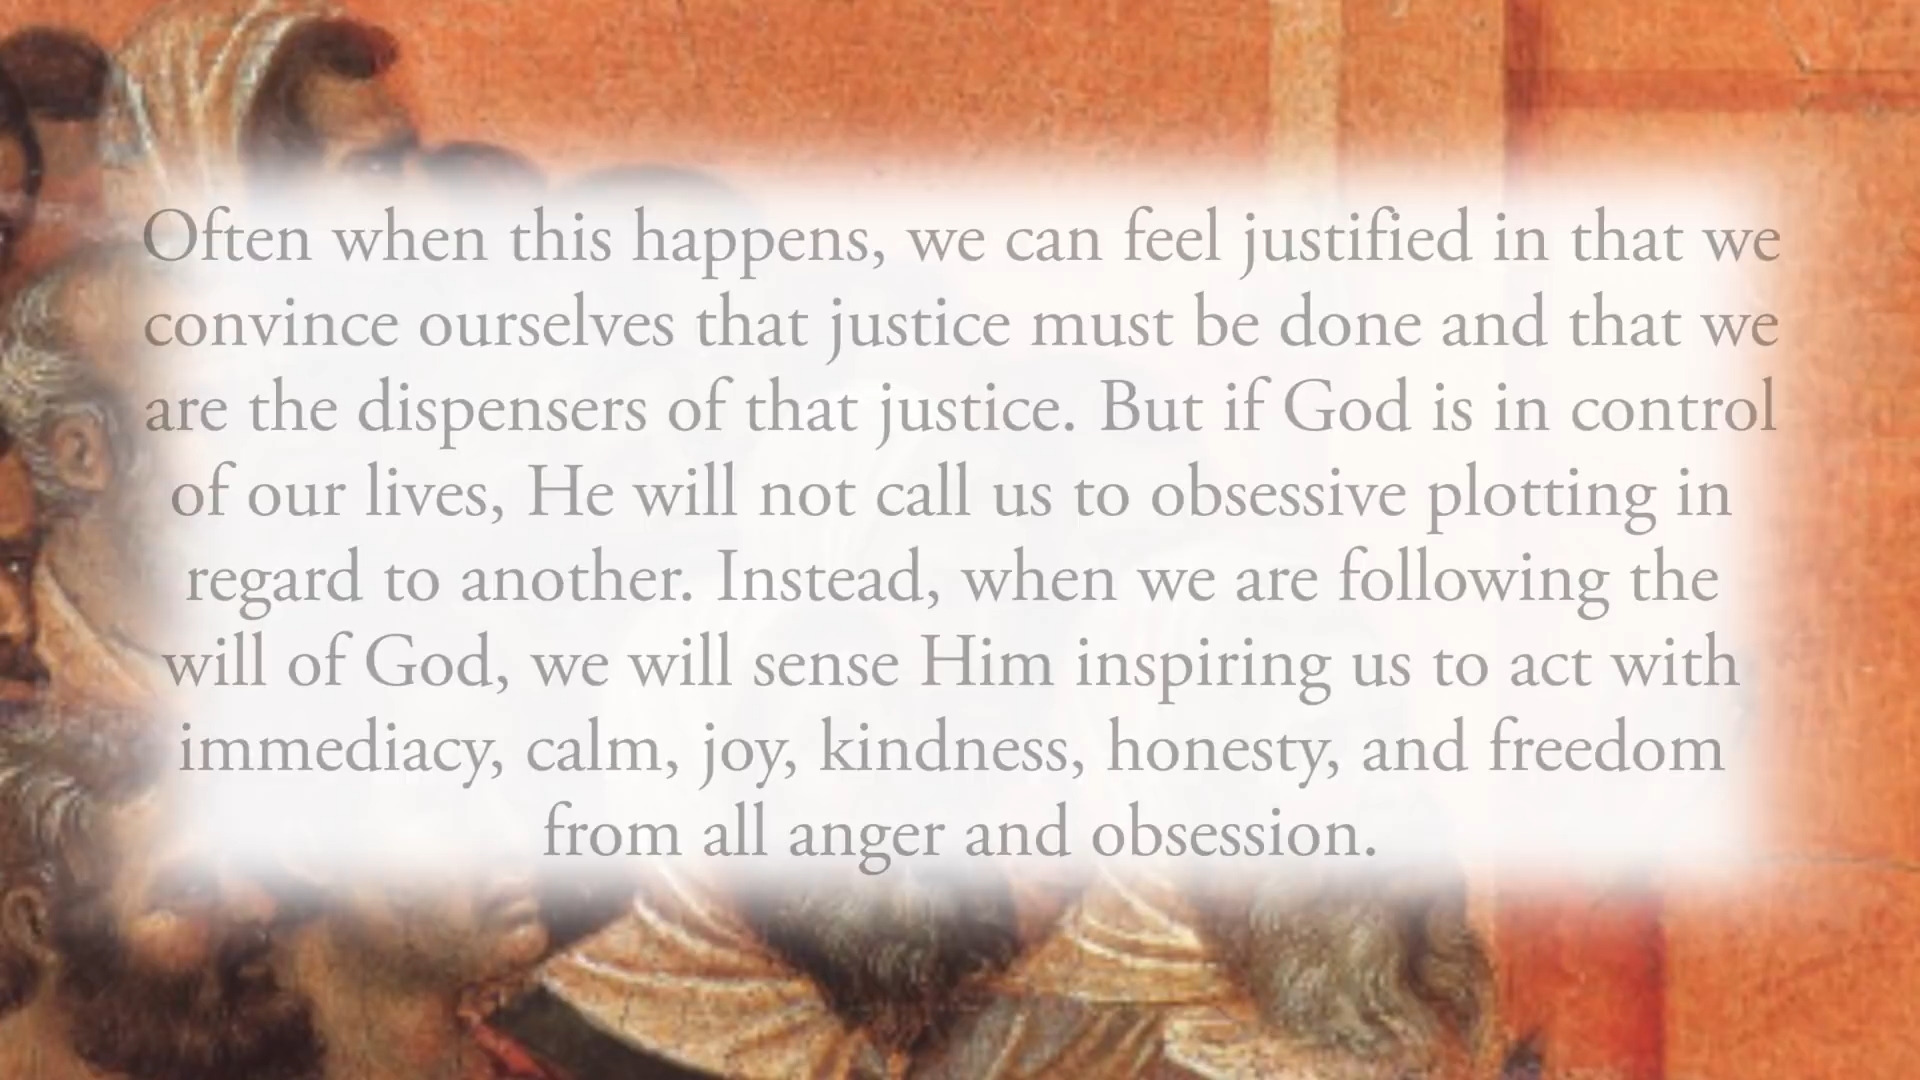 Often when this happens, we can feel justified in that we
convince ourselves that justice must be done and that we
are the dispensers of that justice. But if God is in control
of our lives, He will not call us to obsessive plotting in
regard to another. Instead, when we are following the
will of God, we will sense Him inspiring us to act with
immediacy, calm, joy, kindness, honesty, and freedom
from all anger and obsession.